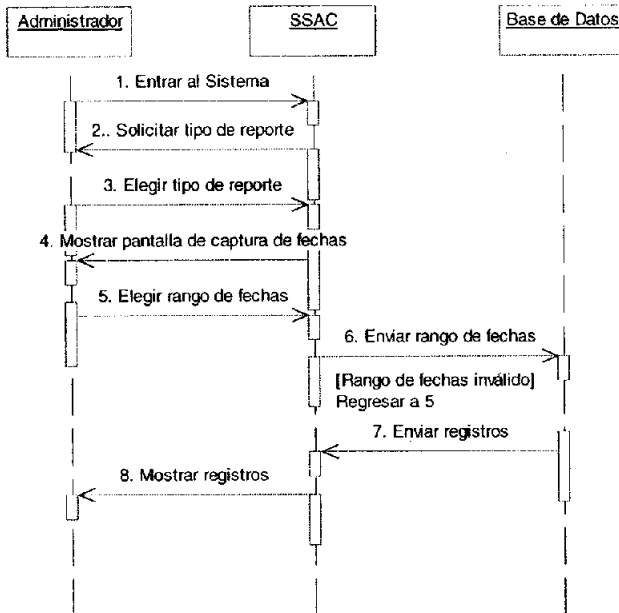 Administrador
SSAC
Base de Datos
1. Entrar al Sistema
2.. Solicitar tipo de reporte
3. Elegir tipo de reporte
4. Mostrar pantalla de captura de fechas
5. Elegir rango de fechas
6. Enviar rango de fechas
[Rango de fechas inválido]
Regresar a 5
7. Enviar registros
8. Mostrar registros